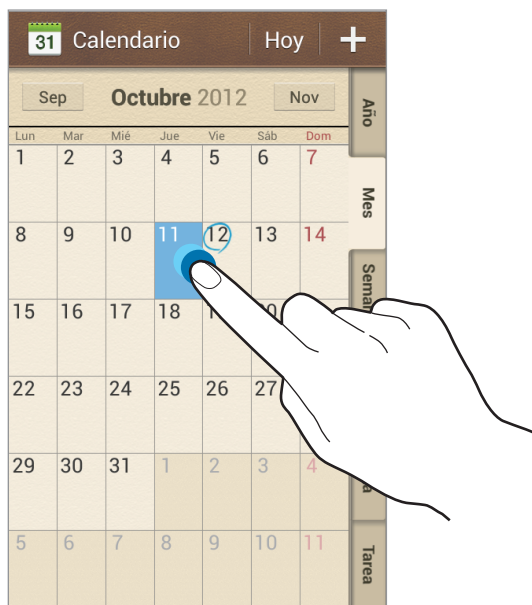 31 Calendario Hoy +
Sep Octubre 2012 Nov
Lun Mar Mié Jue Vie Sáb Dom
1 2 3 4 5 6 7
8 9 10 11 12 13 14
15 16 17 18
22 23 24 25 26 27
29 30 31 1 2 3 4
5 6 7 8 9 10 11
Año
Mes
Tarea